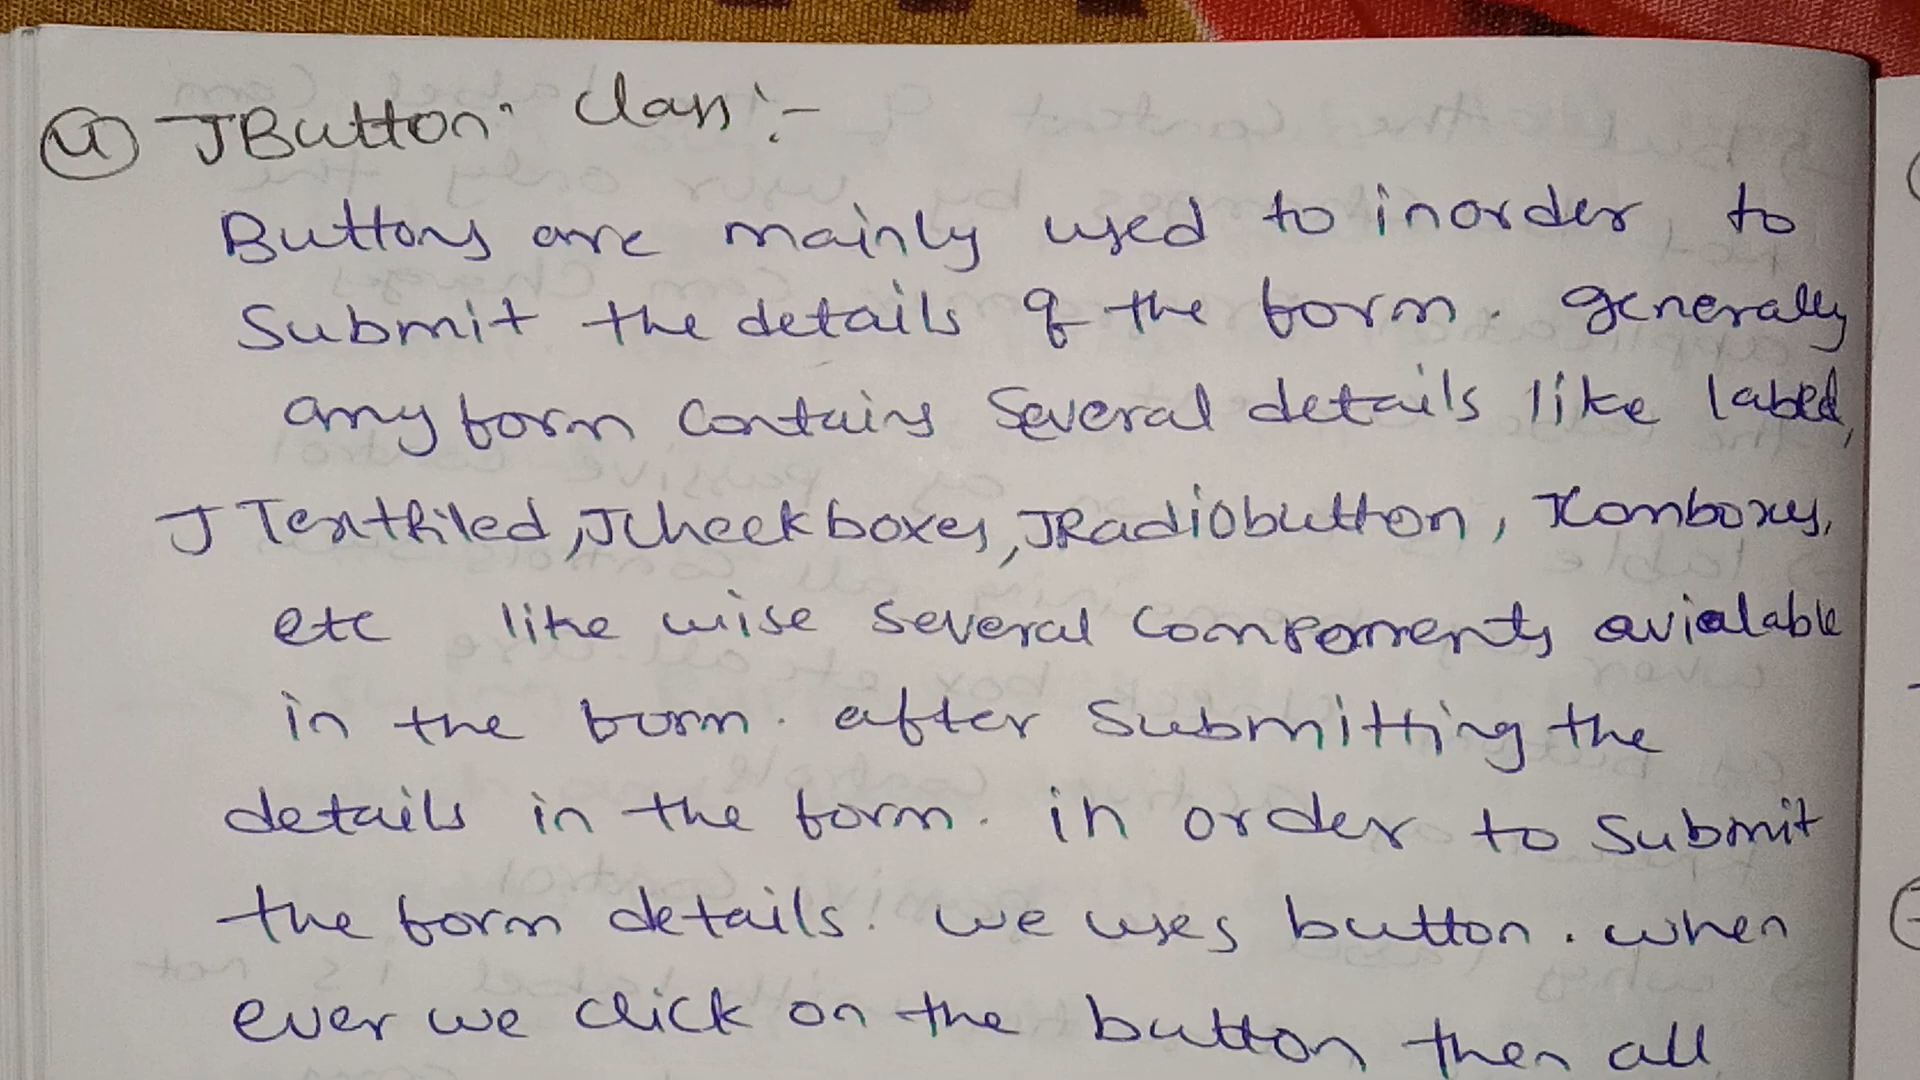 ④ JButton class:-
Buttons are mainly used to inorder to
Submit the details of the form. generally
any form contains several details like label,
JTextfiled, JCheckboxes, JRadiobutton, JComboxes,
etc like wise several components avialable
in the form. after submitting the
details in the form. in order to submit
the form details. we uses button. when
ever we click on the button then all